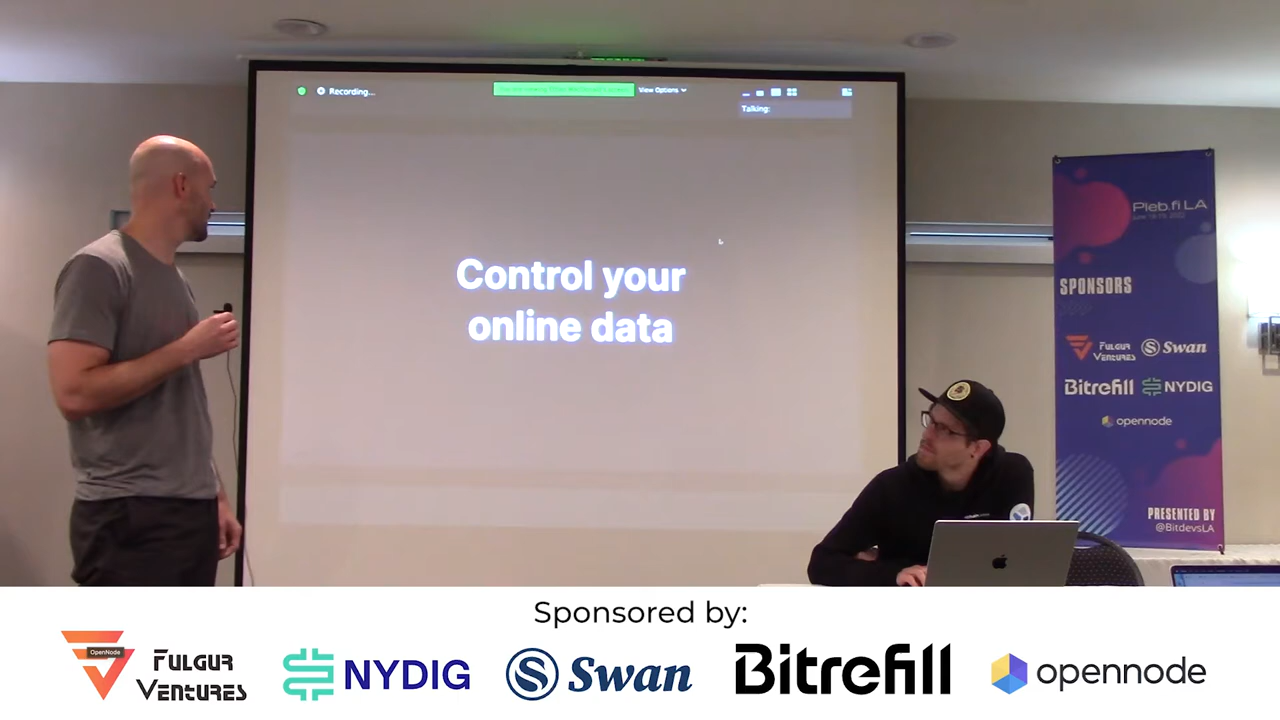 Recording...
View Options
Talking:
Control your
online data
Pleb.fi LA
SPONSORS
FULGUR
VENTURES
Swan
Bitrefill
NYDIG
opennode
PRESENTED BY
@BitdevsLA
Sponsored by:
OpenNode
FULGUR
VENTURES
NYDIG
Swan
Bitrefill
opennode